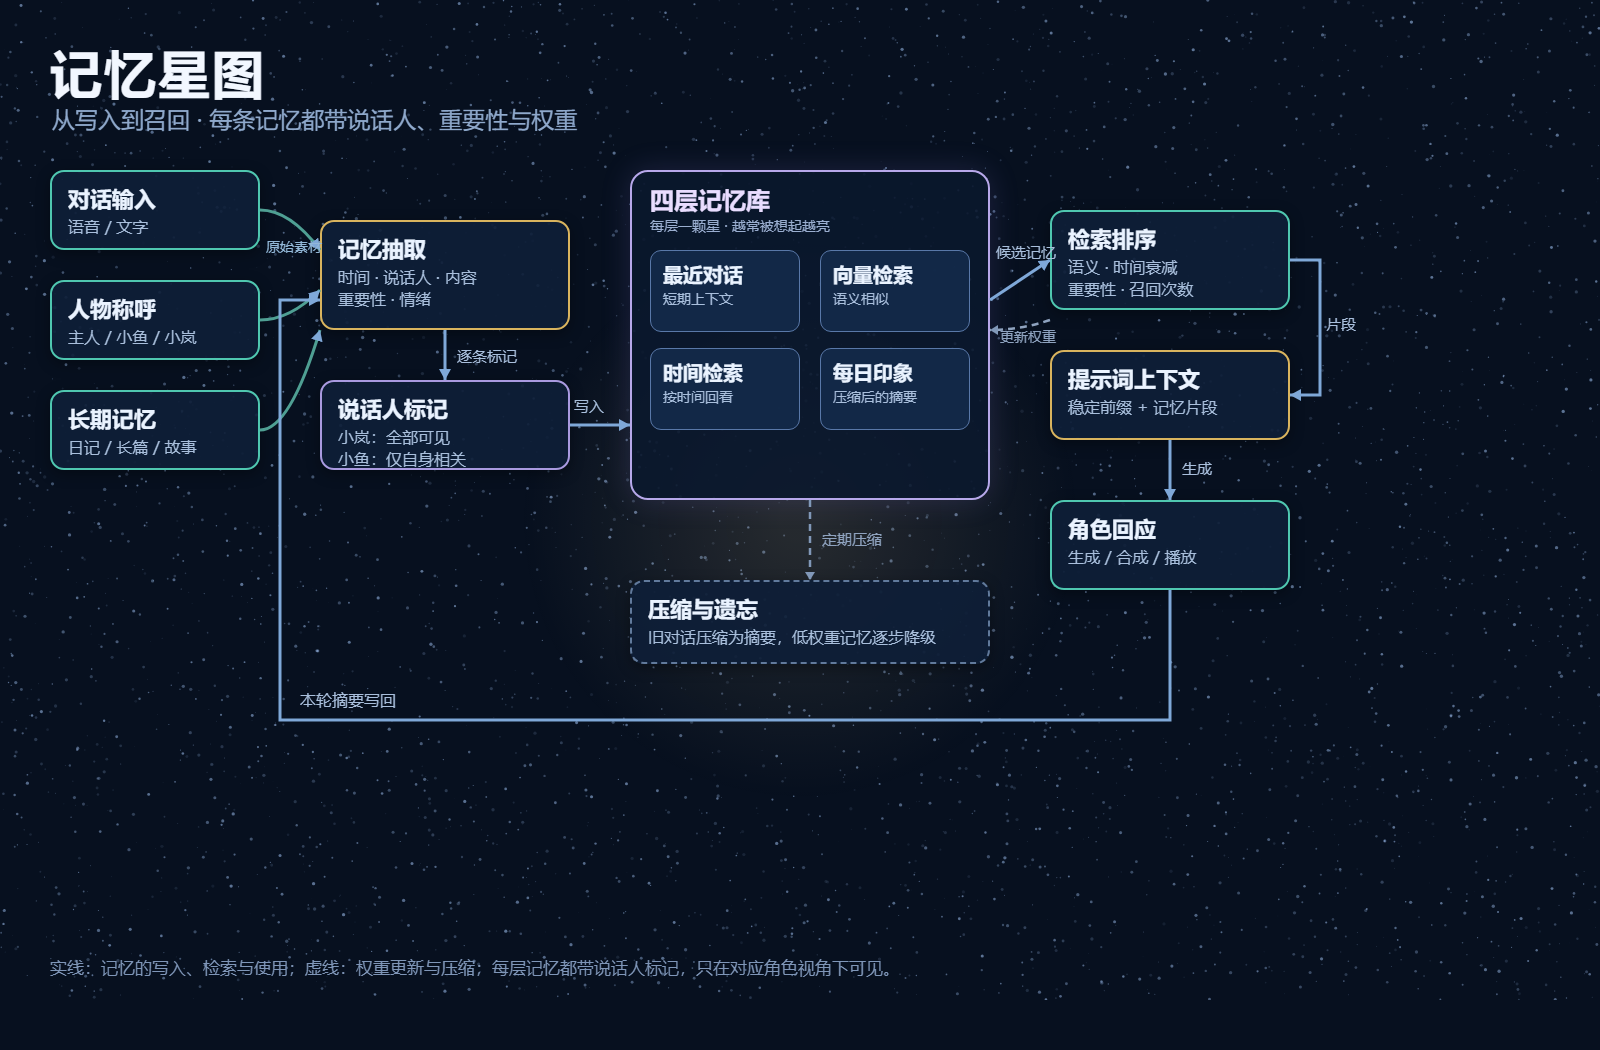 记忆星图
从写入到召回 · 每条记忆都带说话人、重要性与权重
对话输入
语音 / 文字
人物称呼
主人 / 小鱼 / 小岚
长期记忆
日记 / 长篇 / 故事
原始素材
记忆抽取
时间 · 说话人 · 内容
重要性 · 情绪
逐条标记
说话人标记
小岚：全部可见
小鱼：仅自身相关
写入
四层记忆库
每层一颗星 · 越常被想起越亮
最近对话
短期上下文
向量检索
语义相似
时间检索
按时间回看
每日印象
压缩后的摘要
定期压缩
压缩与遗忘
旧对话压缩为摘要，低权重记忆逐步降级
候选记忆
更新权重
检索排序
语义 · 时间衰减
重要性 · 召回次数
片段
提示词上下文
稳定前缀 + 记忆片段
生成
角色回应
生成 / 合成 / 播放
本轮摘要写回
实线：记忆的写入、检索与使用；虚线：权重更新与压缩；每层记忆都带说话人标记，只在对应角色视角下可见。